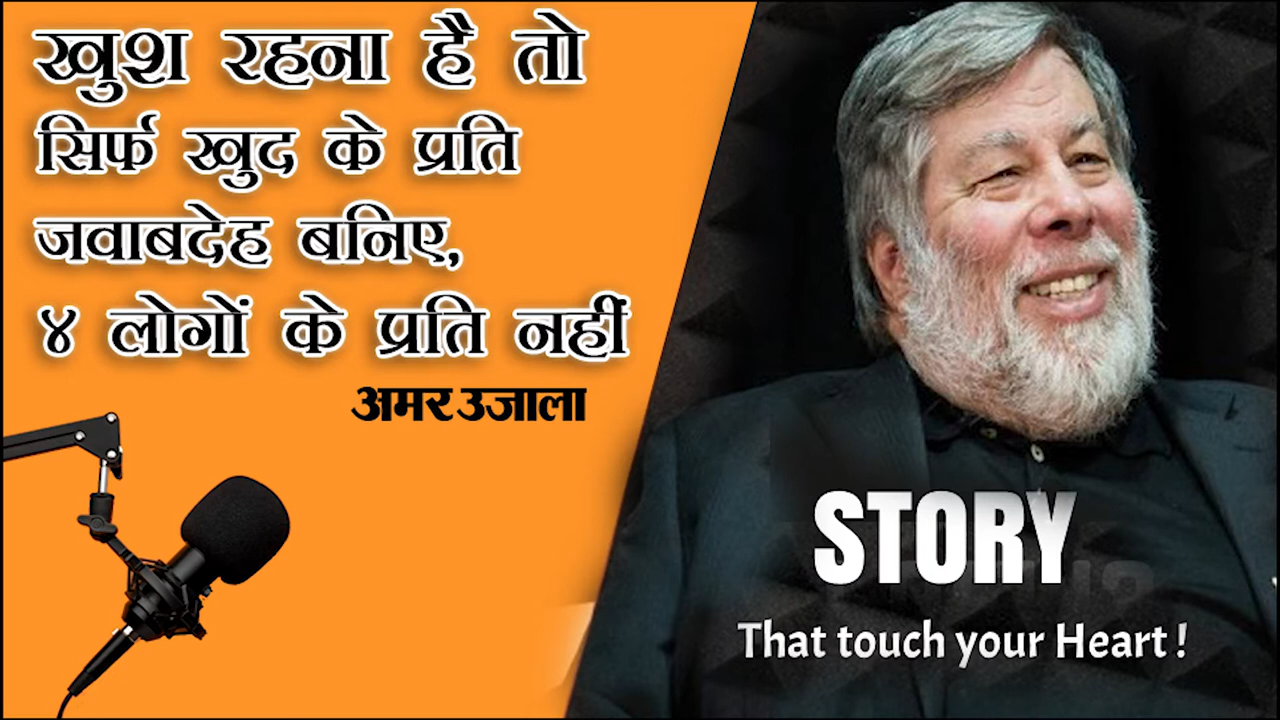 खुश रहना है तो
सिर्फ खुद के प्रति
जवाबदेह बनिए,
४ लोगों के प्रति नहीं
अमर उजाला
STORY
That touch your Heart !